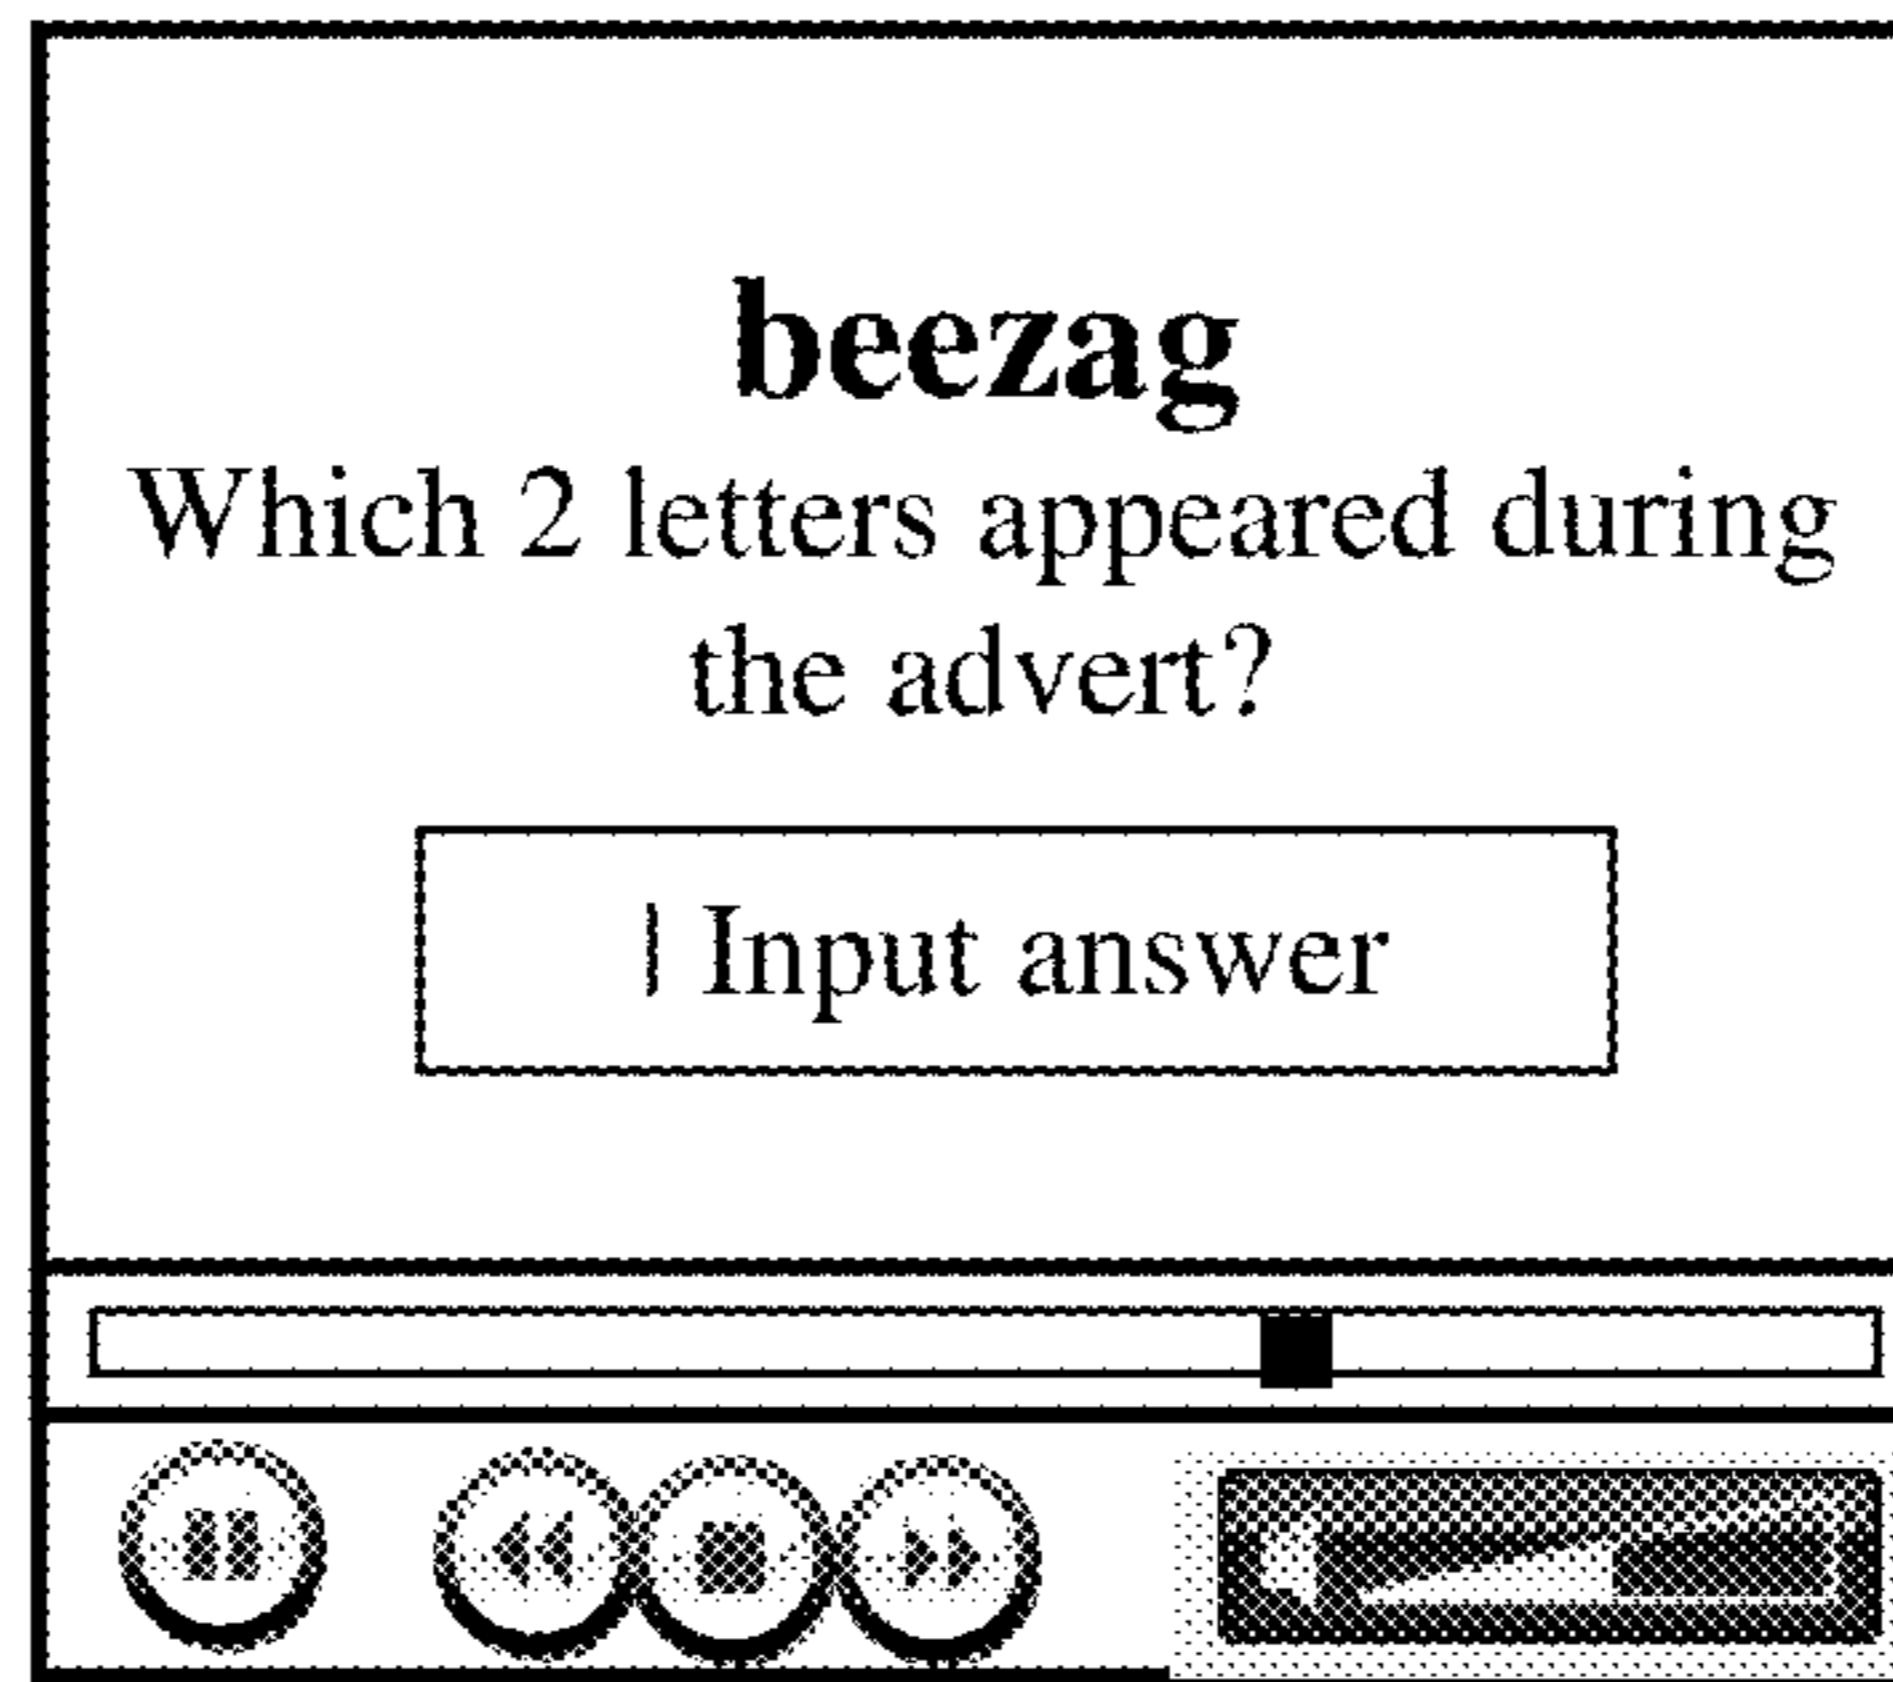 beezag
Which 2 letters appeared during
the advert?
| Input answer